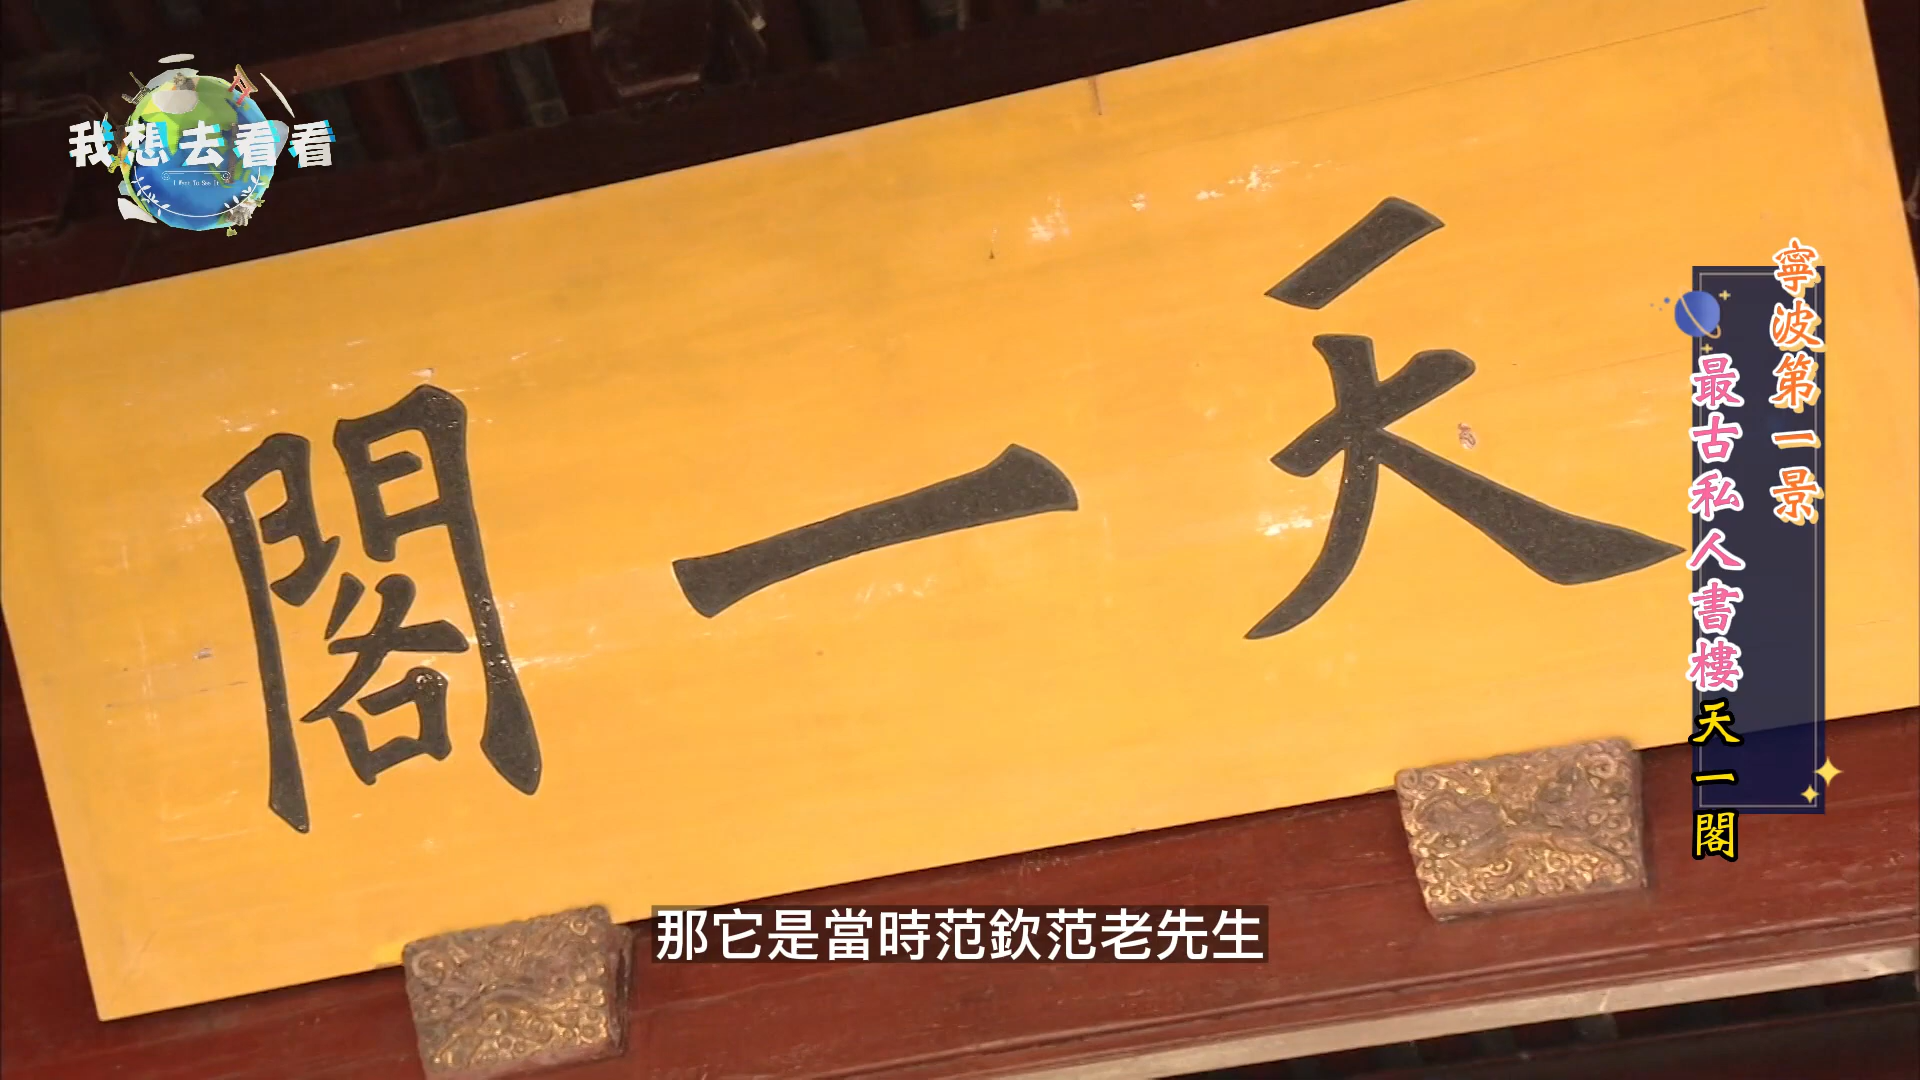 我想去看看
I Want To See It
天一閣
寧波第一景
最古私人書樓天一閣
那它是當時范欽范老先生